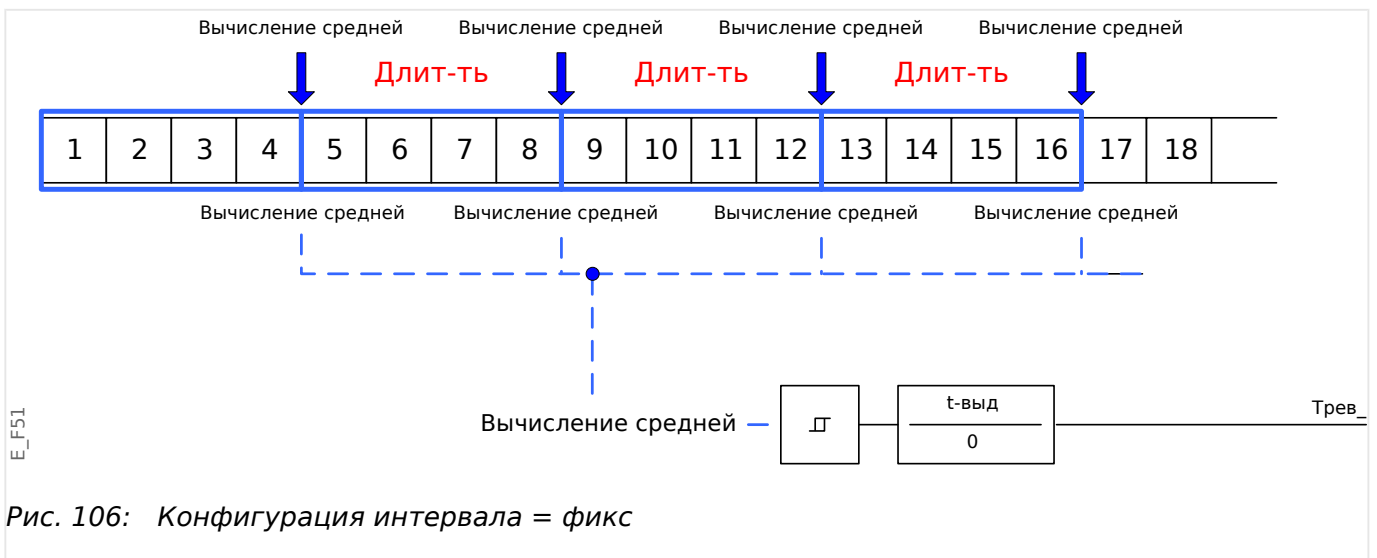 Вычисление средней Вычисление средней Вычисление средней Вычисление средней
Длит-ть Длит-ть Длит-ть
1 2 3 4 5 6 7 8 9 10 11 12 13 14 15 16 17 18
Вычисление средней Вычисление средней Вычисление средней Вычисление средней
t-выд
Вычисление средней
0
Трев_
E_F51
Рис. 106: Конфигурация интервала = фикс